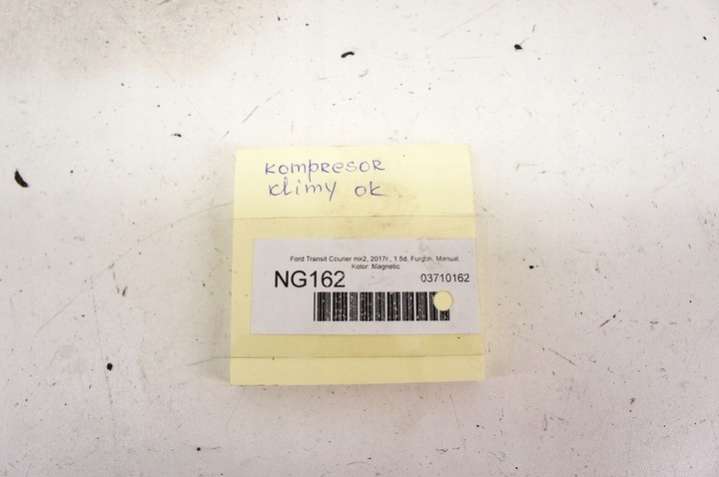 kompresor
klimy ok
Ford Transit Courier mk2, 2017r., 1.5d, Furgon, Manual,
Kolor: Magnetic
NG162 03710162